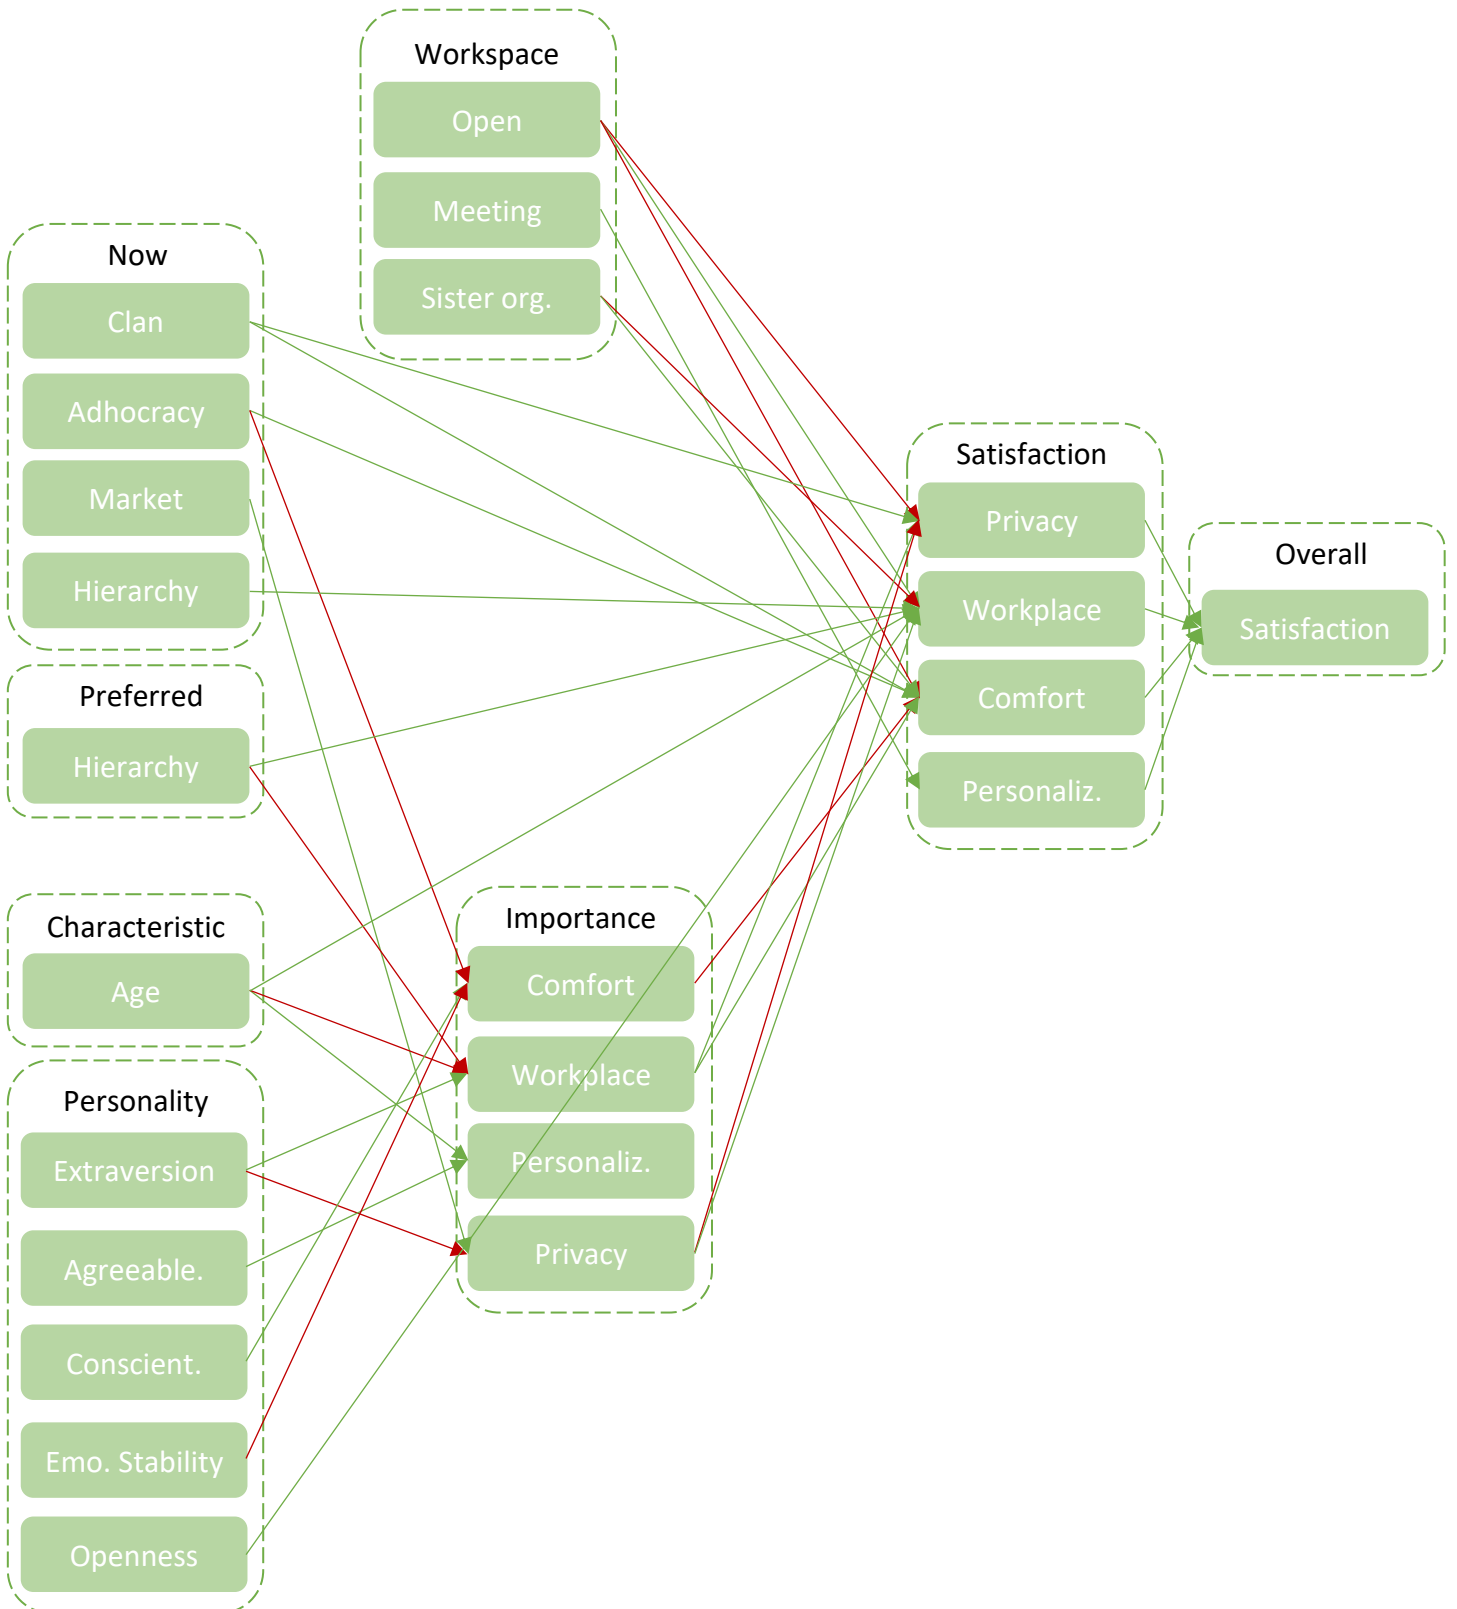 Workspace
Open
Meeting
Sister org.
Now
Clan
Adhocracy
Market
Hierarchy
Preferred
Hierarchy
Characteristic
Age
Personality
Extraversion
Agreeable.
Conscient.
Emo. Stability
Openness
Importance
Comfort
Workplace
Personaliz.
Privacy
Satisfaction
Privacy
Workplace
Comfort
Personaliz.
Overall
Satisfaction